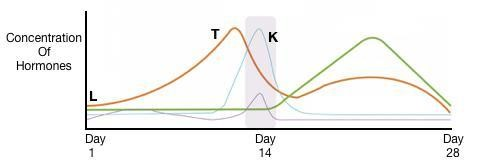 Concentration
Of
Hormones
T
K
L
Day
1
Day
14
Day
28